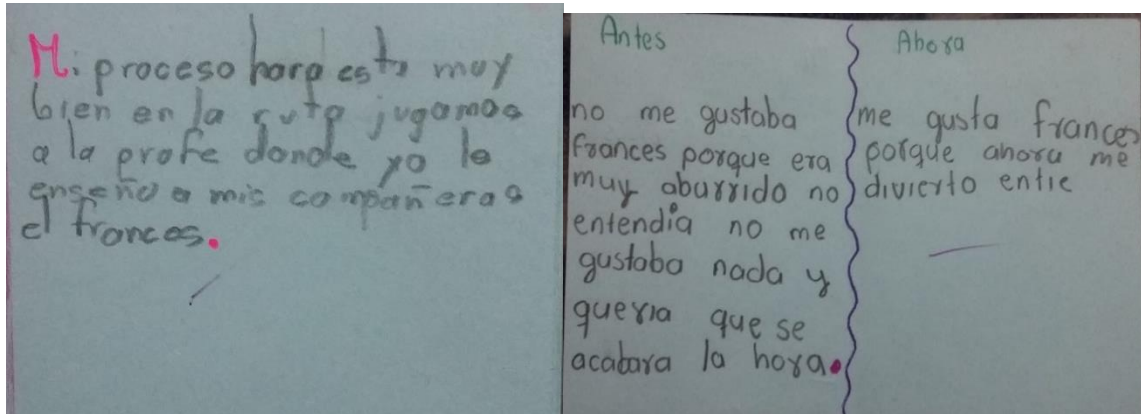 Mi proceso hora esta muy
bien en la ruta jugamos
a la profe donde yo le
enseño a mis compañeras
el frances.
Antes
no me gustaba
frances porque era
muy aburrido no
entendia no me
gustaba nada y
queria que se
acabara la hora.
Ahora
me gusta frances
porque ahora me
divierto